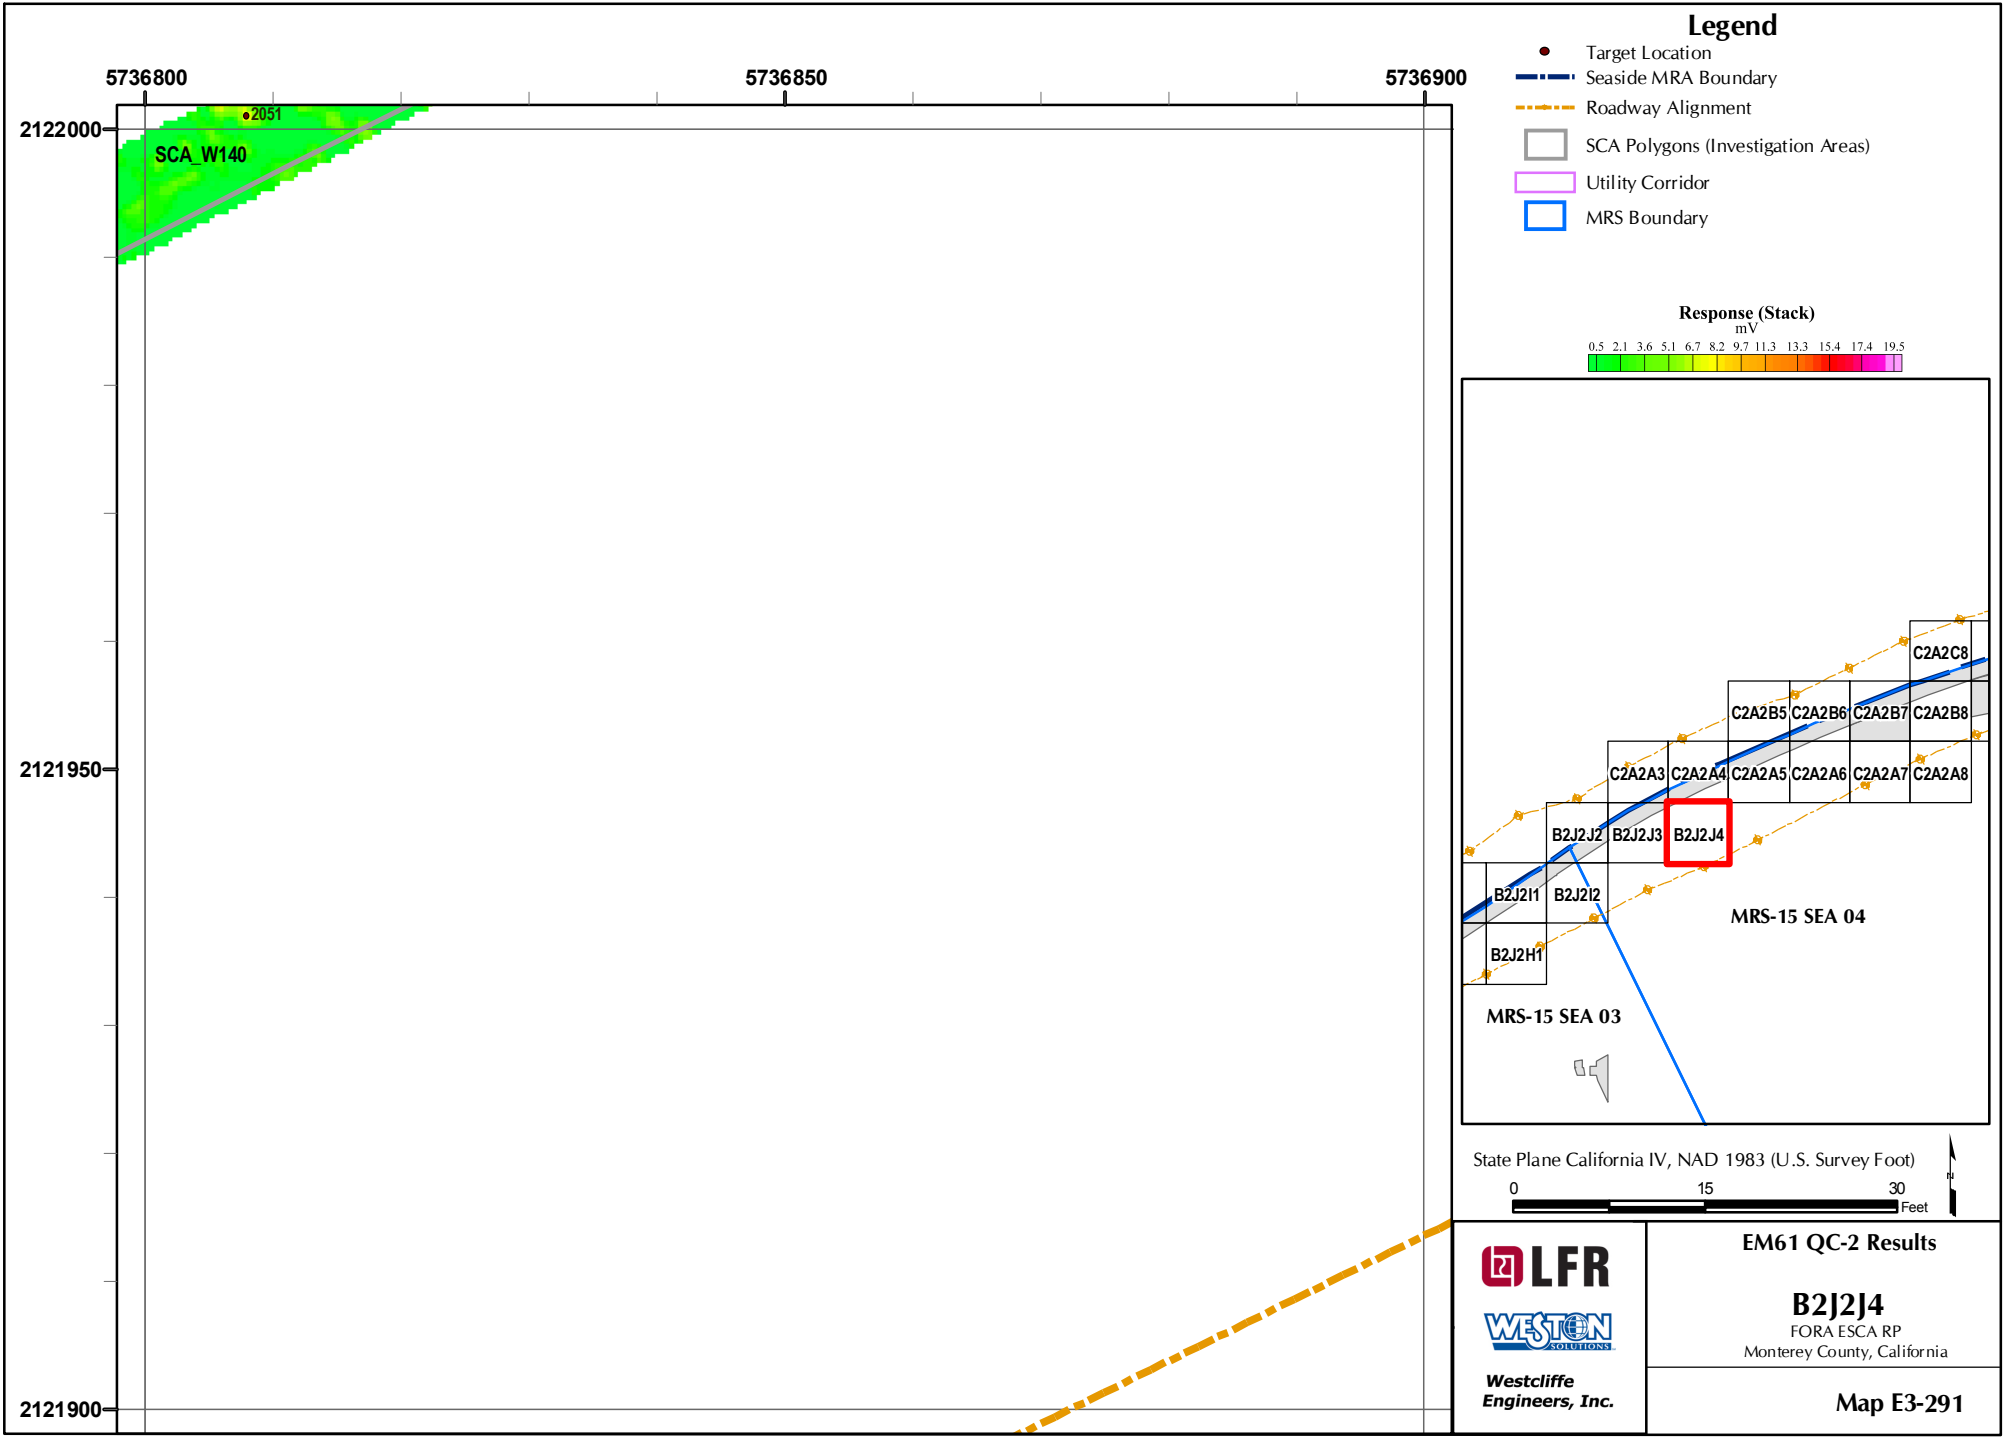 Legend
Target Location
Seaside MRA Boundary
Roadway Alignment
SCA Polygons (Investigation Areas)
Utility Corridor
MRS Boundary
5736800
5736850
5736900
2122000
2121950
2121900
2051
SCA_W140
Response (Stack)
mV
0.5 2.1 3.6 5.1 6.7 8.2 9.7 11.3 13.3 15.4 17.4 19.5
C2A2C8
C2A2B5 C2A2B6 C2A2B7 C2A2B8
C2A2A3 C2A2A4 C2A2A5 C2A2A6 C2A2A7 C2A2A8
B2J2J2 B2J2J3 B2J2J4
B2J2I1 B2J2I2
MRS-15 SEA 04
B2J2H1
MRS-15 SEA 03
State Plane California IV, NAD 1983 (U.S. Survey Foot)
0 15 30
Feet
N
LFR
WESTON
SOLUTIONS
Westcliffe
Engineers, Inc.
EM61 QC-2 Results
B2J2J4
FORA ESCA RP
Monterey County, California
Map E3-291